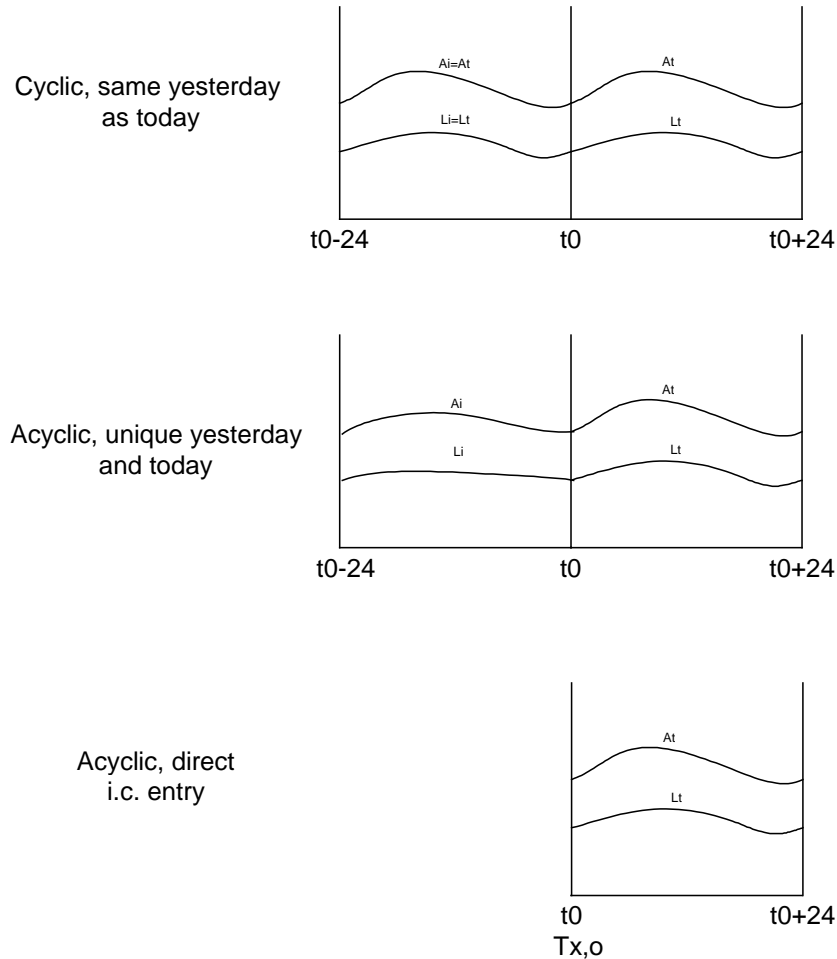 Cyclic, same yesterday
as today
Ai=At
At
Li=Lt
Lt
t0-24
t0
t0+24
Acyclic, unique yesterday
and today
Ai
At
Li
Lt
t0-24
t0
t0+24
Acyclic, direct
i.c. entry
At
Lt
t0
t0+24
Tx,o